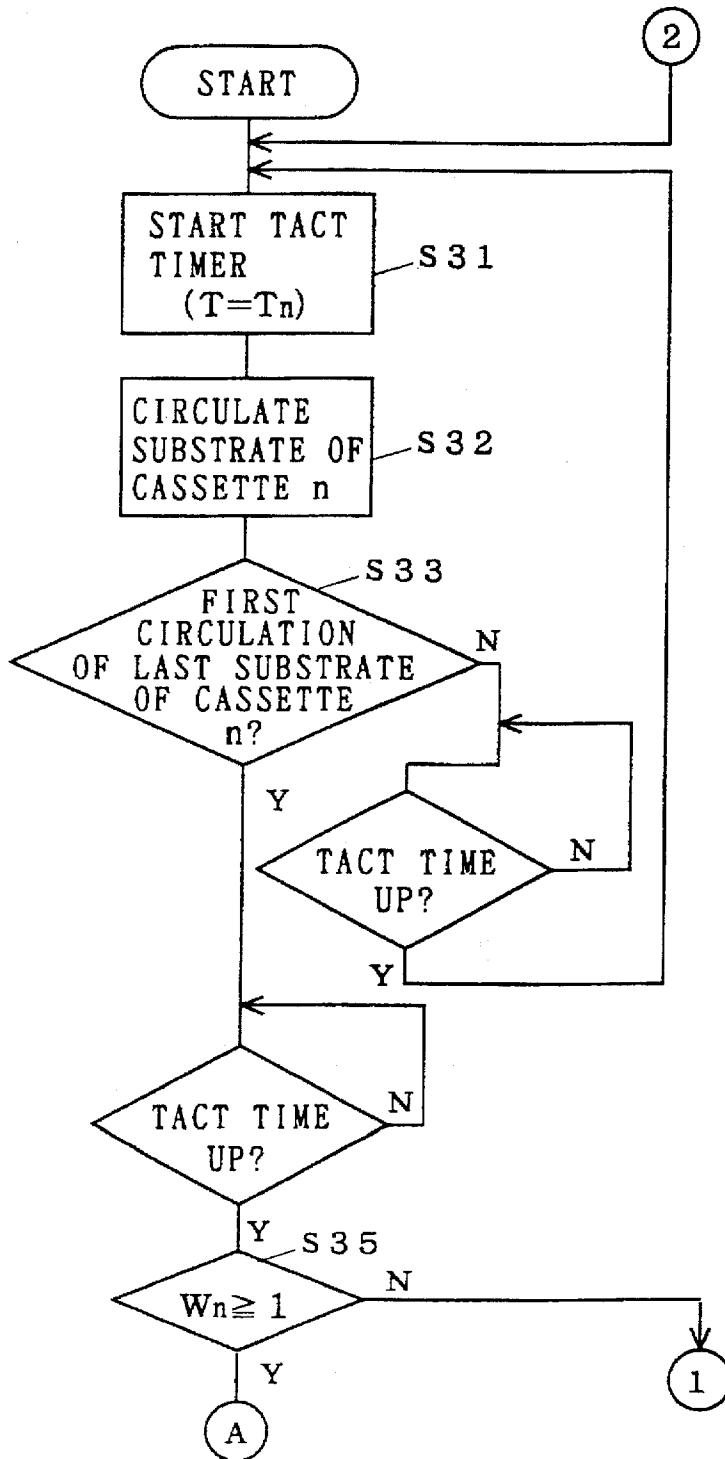 2
START
START TACT
TIMER
(T=Tn)
S31
CIRCULATE
SUBSTRATE OF
CASSETTE n
S32
S33
FIRST
CIRCULATION
OF LAST SUBSTRATE
OF CASSETTE
n?
N
Y
TACT TIME
UP?
N
Y
TACT TIME
UP?
N
Y
S35
Wn≧1
N
Y
1
A